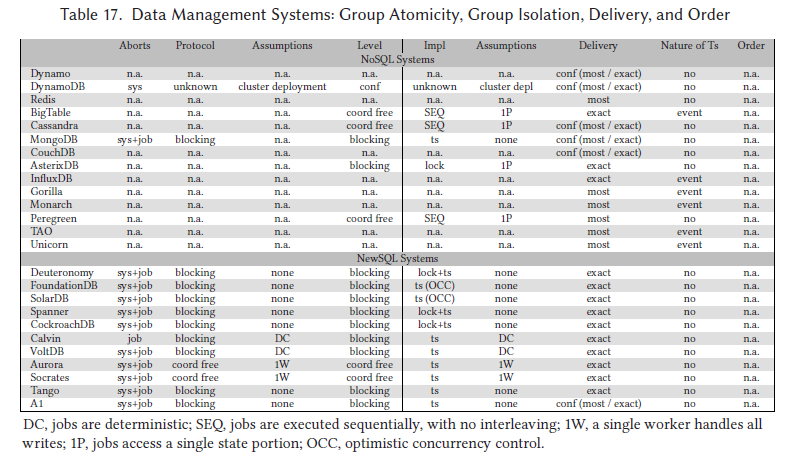 Table 17. Data Management Systems: Group Atomicity, Group Isolation, Delivery, and Order
Aborts Protocol Assumptions Level Impl Assumptions Delivery Nature of Ts Order
NoSQL Systems
Dynamo n.a. n.a. n.a. n.a. n.a. n.a. conf (most / exact) no n.a.
DynamoDB sys unknown cluster deployment conf unknown cluster depl conf (most / exact) no n.a.
Redis n.a. n.a. n.a. n.a. n.a. n.a. most no n.a.
BigTable n.a. n.a. n.a. coord free SEQ 1P exact event n.a.
Cassandra n.a. n.a. n.a. coord free SEQ 1P conf (most / exact) no n.a.
MongoDB sys+job blocking blocking ts none conf (most / exact) no n.a.
CouchDB n.a. n.a. n.a. n.a. n.a. n.a. conf (most / exact) no n.a.
AsterixDB n.a. n.a. n.a. blocking lock 1P exact no n.a.
InfluxDB n.a. n.a. n.a. n.a. n.a. n.a. exact event n.a.
Gorilla n.a. n.a. n.a. n.a. n.a. n.a. most event n.a.
Monarch n.a. n.a. n.a. n.a. n.a. n.a. most event n.a.
Peregreen n.a. n.a. n.a. coord free SEQ 1P most no n.a.
TAO n.a. n.a. n.a. n.a. n.a. n.a. most event n.a.
Unicorn n.a. n.a. n.a. n.a. n.a. n.a. most event n.a.
NewSQL Systems
Deuteronomy sys+job blocking none blocking lock+ts none exact no n.a.
FoundationDB sys+job blocking none blocking ts (OCC) none exact no n.a.
SolarDB sys+job blocking none blocking ts (OCC) none exact no n.a.
Spanner sys+job blocking none blocking lock+ts none exact no n.a.
CockroachDB sys+job blocking none blocking lock+ts none exact no n.a.
Calvin job blocking DC blocking ts DC exact no n.a.
VoltDB sys+job blocking DC blocking ts DC exact no n.a.
Aurora sys+job coord free 1W coord free ts 1W exact no n.a.
Socrates sys+job coord free 1W coord free ts 1W exact no n.a.
Tango sys+job blocking none blocking ts none exact no n.a.
A1 sys+job blocking none blocking ts none conf (most / exact) no n.a.
DC, jobs are deterministic; SEQ, jobs are executed sequentially, with no interleaving; 1W, a single worker handles all
writes; 1P, jobs access a single state portion; OCC, optimistic concurrency control.